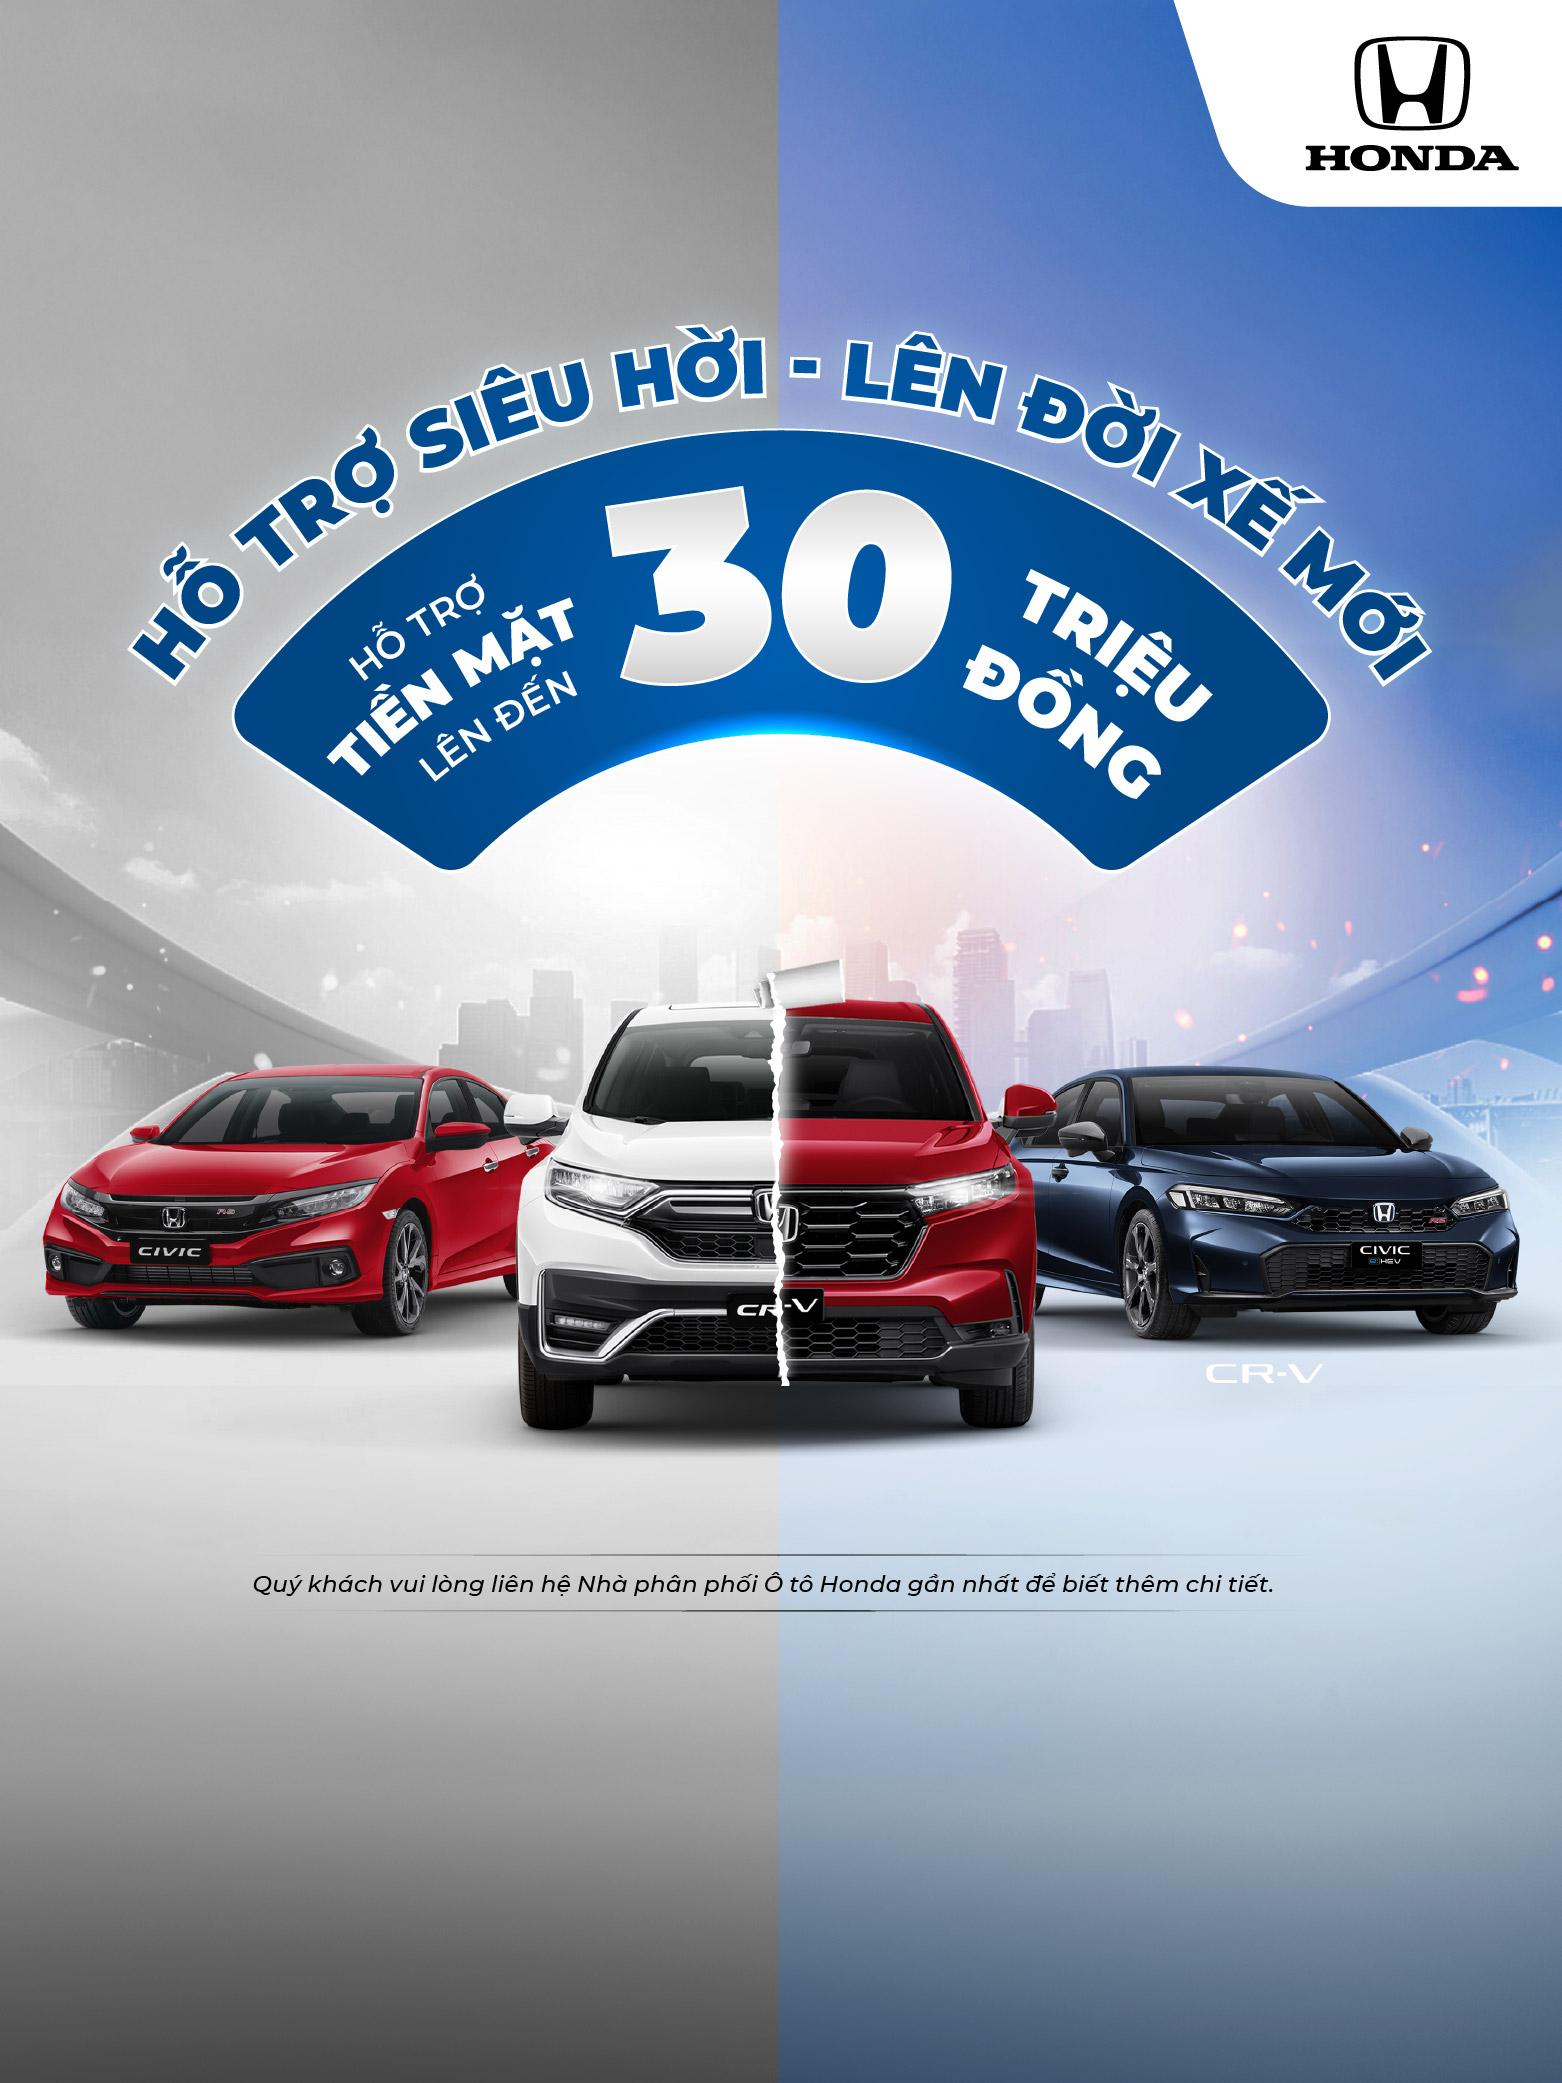 HONDA
HỖ TRỢ SIÊU HỜI - LÊN ĐỜI XẾ MỚI
HỖ TRỢ
TIỀN MẶT
LÊN ĐẾN
30
TRIỆU
ĐỒNG
RS
CIVIC
CR-V
RS
CIVIC
e:HEV
CR-V
Quý khách vui lòng liên hệ Nhà phân phối Ô tô Honda gần nhất để biết thêm chi tiết.